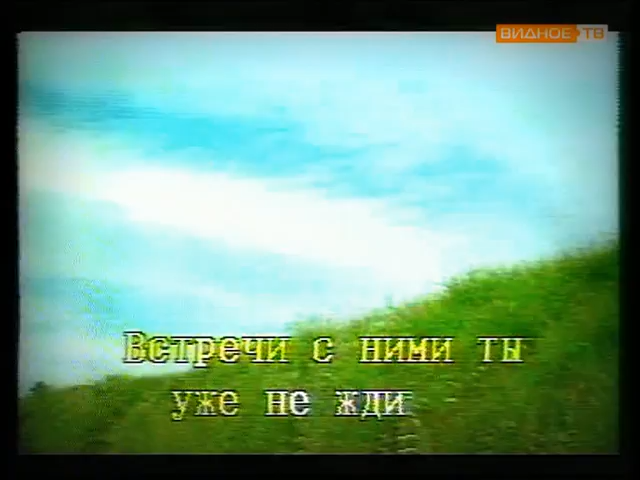 ВИДНОЕ ТВ
Встречи с ними ты
уже не жди